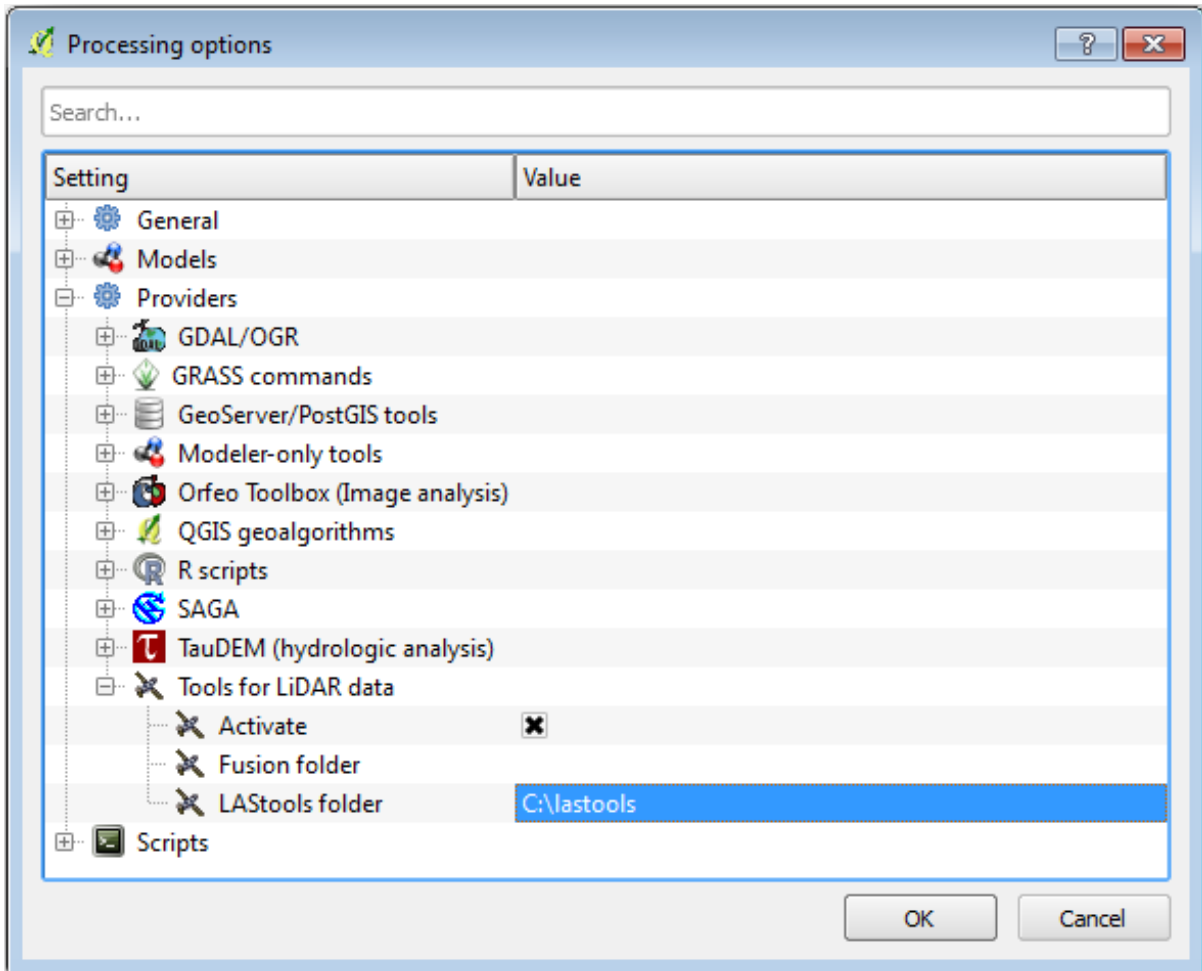 Processing options
Search...
Setting Value
General
Models
Providers
GDAL/OGR
GRASS commands
GeoServer/PostGIS tools
Modeler-only tools
Orfeo Toolbox (Image analysis)
QGIS geoalgorithms
R scripts
SAGA
TauDEM (hydrologic analysis)
Tools for LiDAR data
Activate
Fusion folder
LAStools folder C:\lastools
Scripts
OK Cancel